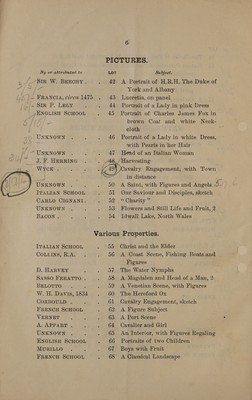 6
PICTURES.
By or attributed to LOT Subject.
SIR W. BEECHY . 42 A Portrait of H.R.H. The Duke of
York and Albany
FRANCIA, circa 1475 . 43 Lucretia, on panel
SIR P. LELY . . 44 Portrait of a Lady in pink Dress
ENGLISH SCHOOL . 45 Portrait of Charles James Fox in
brown Coat and white Neck-
cloth
UNKNOWN . . 46 Portrait of a Lady in white Dress,
with Pearls in her Hair
UNKNOWN . . 47 Head of an Italian Woman
J. F. HERRING . . 48 Harvesting
WYCK . . . 49 Cavalry Engagement, with Town
in distance
UNKNOWN . . 50 A Saint, with Figures and Angels
ITALIAN SCHOOL . 51 Our Saviour and Disciples, sketch
CARLO CIGNANI . 52 "Charity"
UNKNOWN . . 53 Flowers and Still Life and Fruit, 2
BACON . . . 54 Idwall Lake, North Wales
Various Properties.
ITALIAN SCHOOL . 55 Christ and the Elder
COLLINS, R.A. . . 56 A Coast Scene, Fishing Boats and
Figures
D. HARVEY . . 57 The Water Nymphs
SASSO FERATTO . . 58 A Magdalen and Head of a Man, 2
BELOTTO . . . 59 A Venetian Scene, with Figures
W. H. DAVIS, 1854 . 60 The Hereford Ox
CORSOULD . . 61 Cavalry Engagement, sketch
FRENCH SCHOOL . 62 A Figure Subject
VERNET . . 63 A Port Scene
A. APPART . . 64 Cavalier and Girl
UNKNOWN . . 65 An Interior, with Figures Regaling
ENGLISH SCHOOL . 66 Portraits of two Children
MURILLO . . 67 Boys with Fruit
FRENCH SCHOOL . 68 A Classical Landscape